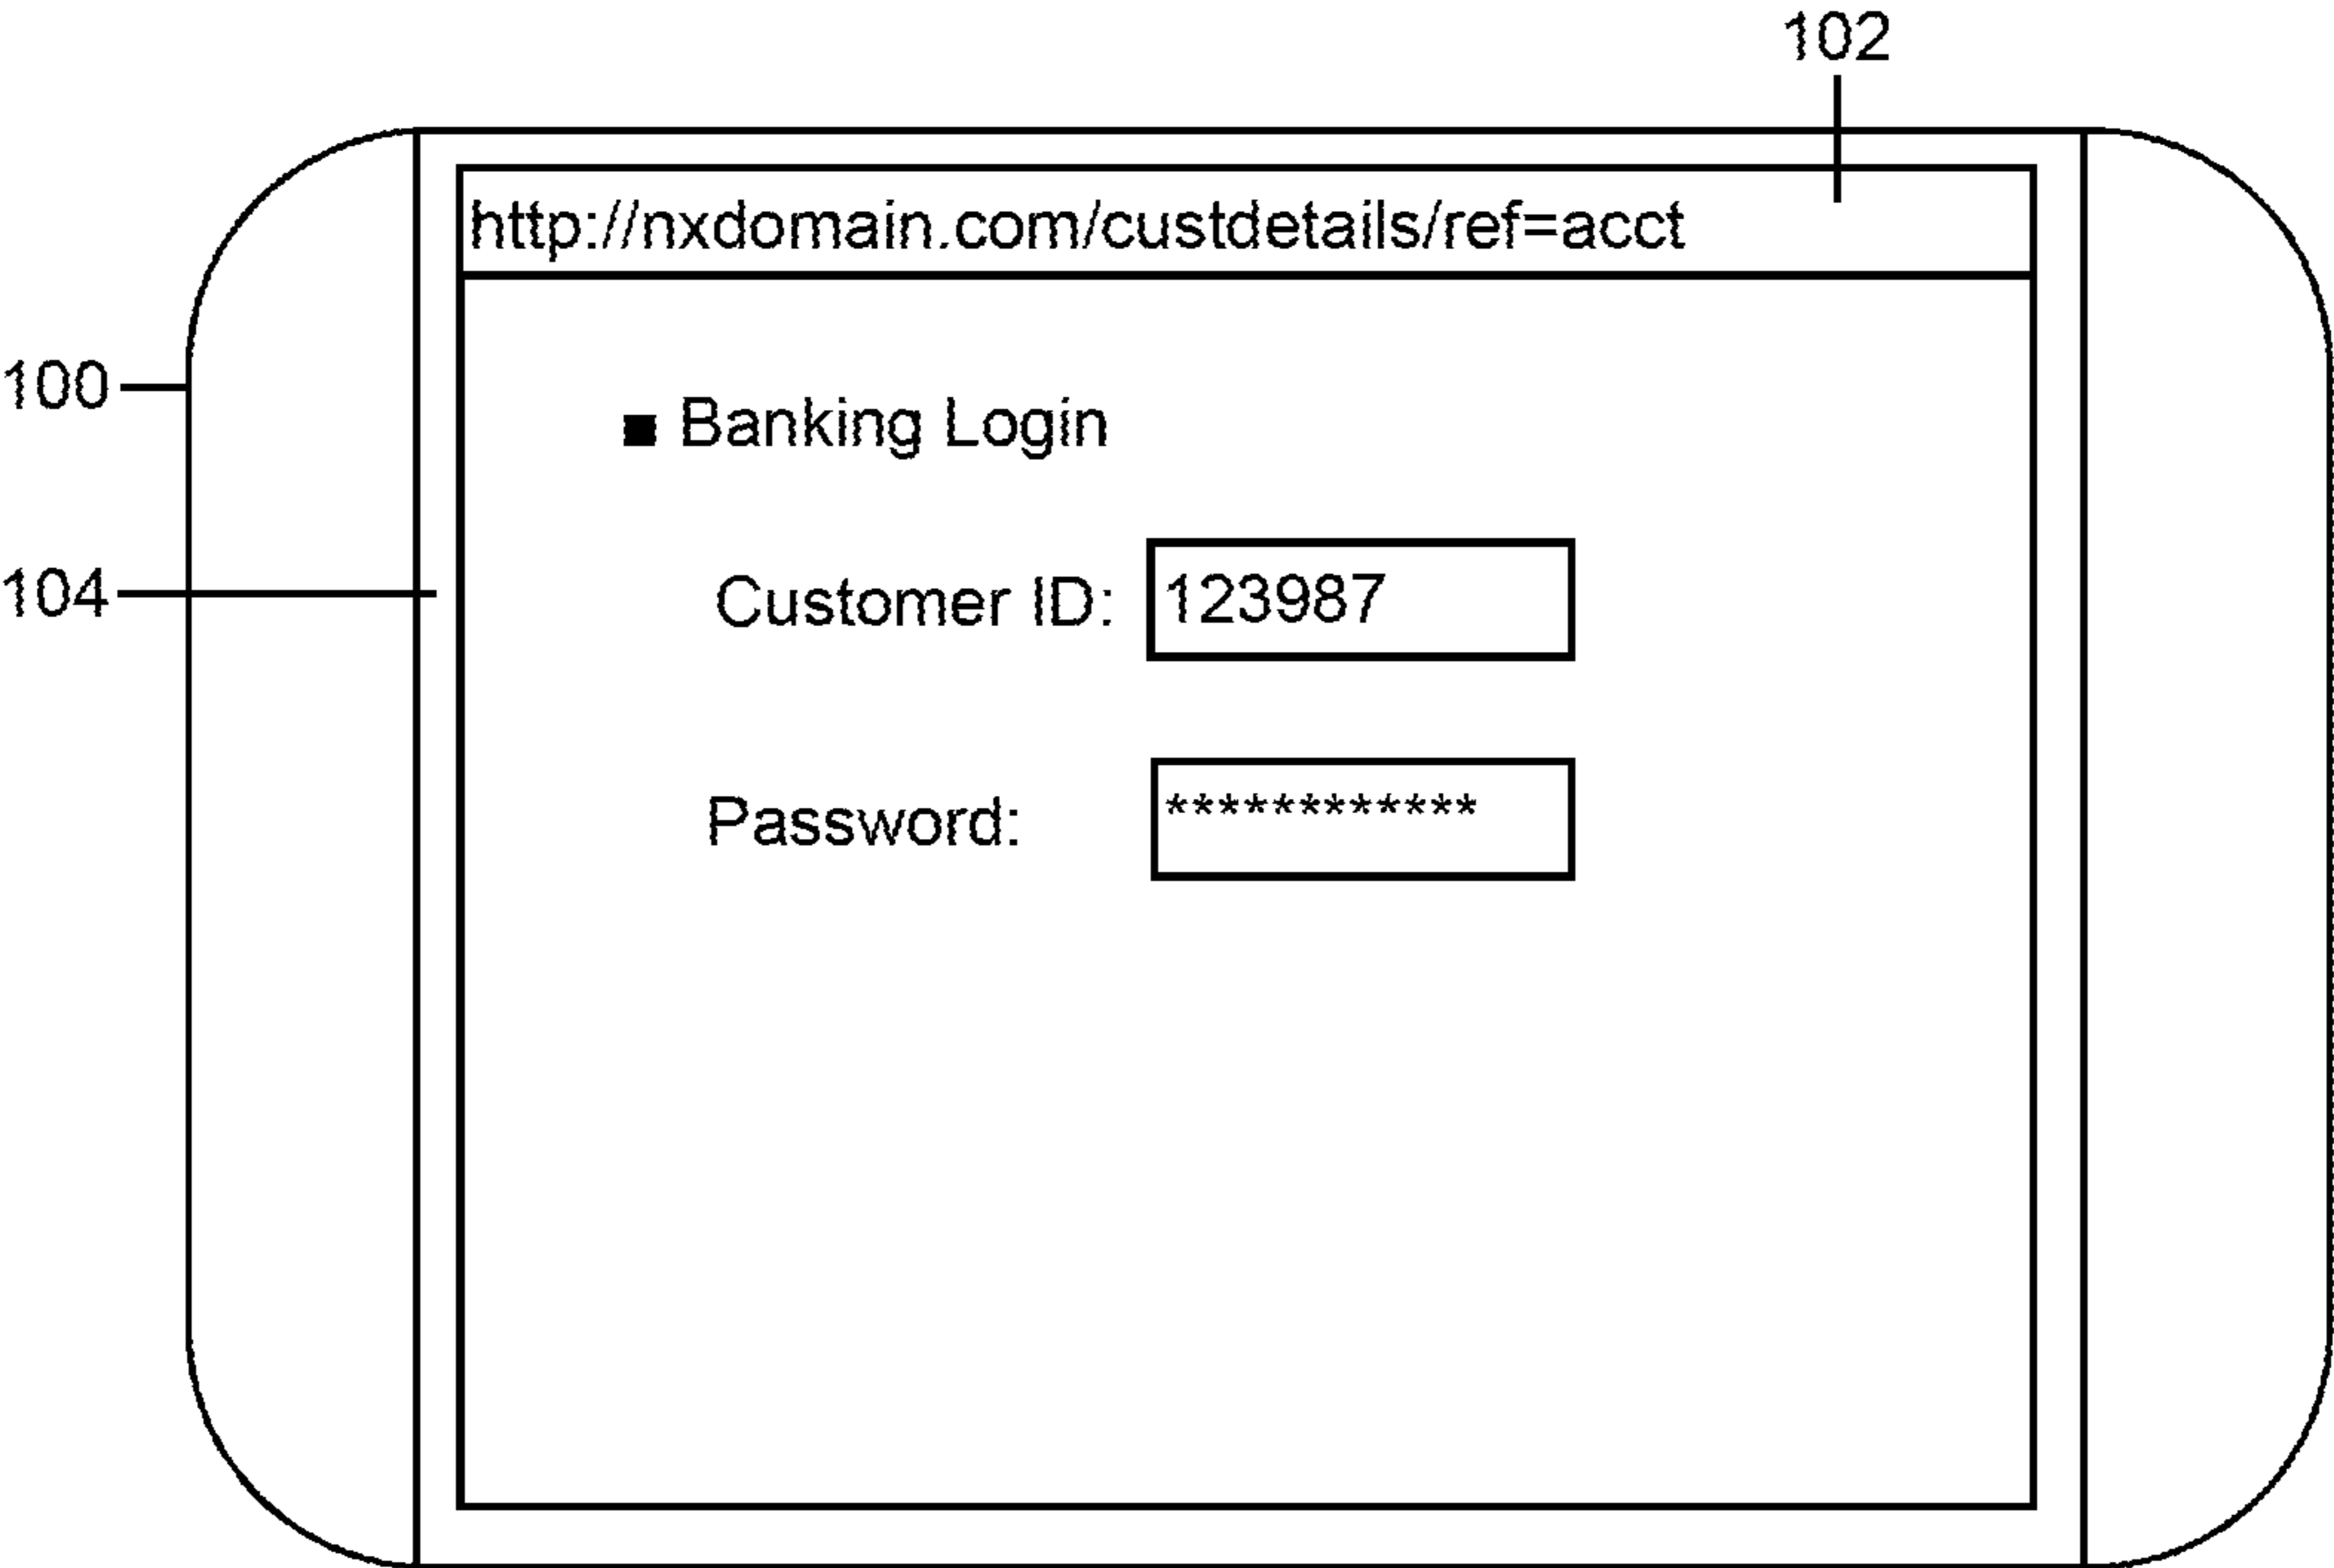 102
http://nxdomain.com/custdetails/ref=acct
100
■ Banking Login
104
Customer ID: 123987
Password: ************